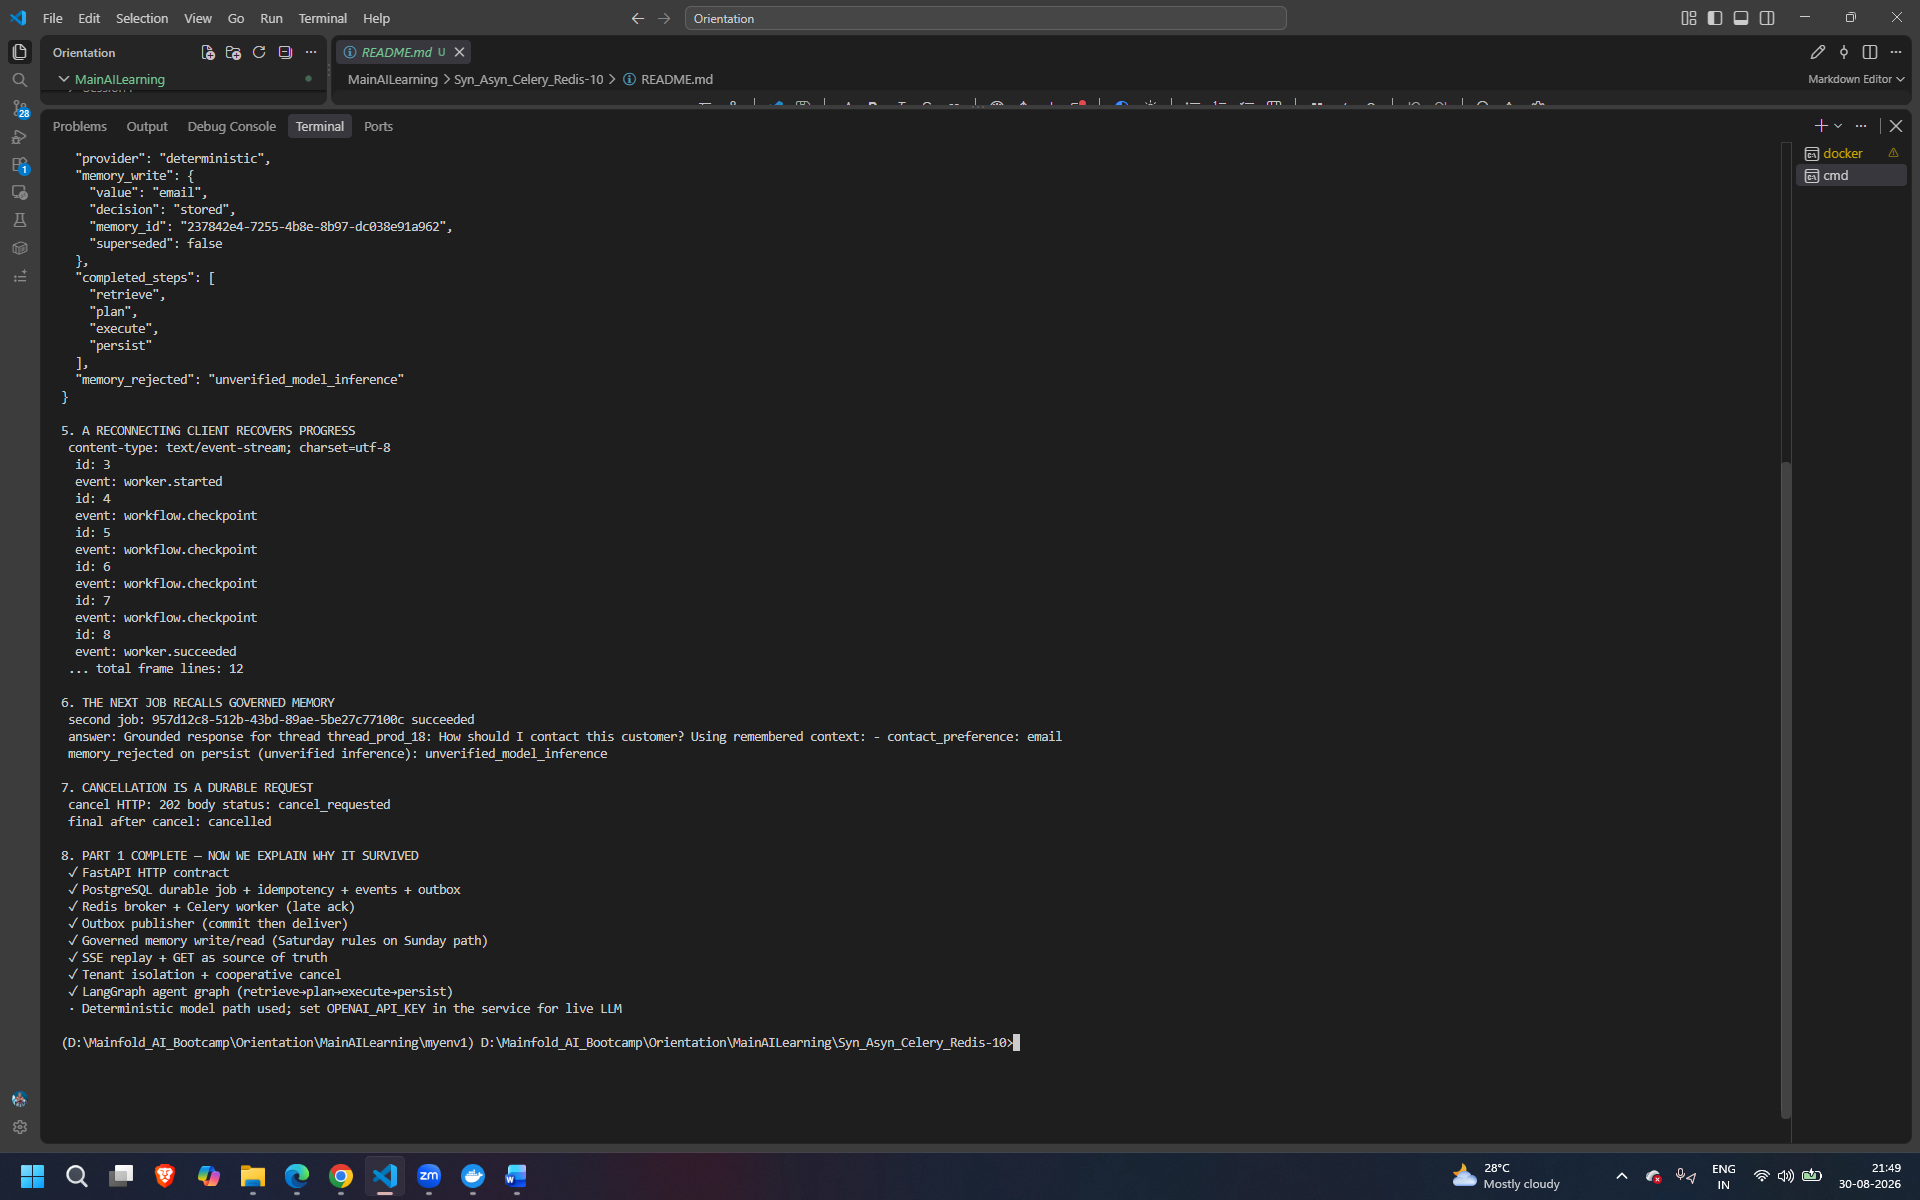 File Edit Selection View Go Run Terminal Help
Orientation
Orientation
README.md U
MainAILearning
MainAILearning > Syn_Asyn_Celery_Redis-10 > README.md
Markdown Editor
28
1
Problems Output Debug Console Terminal Ports
docker
cmd
"provider": "deterministic",
"memory_write": {
"value": "email",
"decision": "stored",
"memory_id": "237842e4-7255-4b8e-8b97-dc038e91a962",
"superseded": false
},
"completed_steps": [
"retrieve",
"plan",
"execute",
"persist"
],
"memory_rejected": "unverified_model_inference"
}
5. A RECONNECTING CLIENT RECOVERS PROGRESS
content-type: text/event-stream; charset=utf-8
id: 3
event: worker.started
id: 4
event: workflow.checkpoint
id: 5
event: workflow.checkpoint
id: 6
event: workflow.checkpoint
id: 7
event: workflow.checkpoint
id: 8
event: worker.succeeded
... total frame lines: 12
6. THE NEXT JOB RECALLS GOVERNED MEMORY
second job: 957d12c8-512b-43bd-89ae-5be27c77100c succeeded
answer: Grounded response for thread thread_prod_18: How should I contact this customer? Using remembered context: - contact_preference: email
memory_rejected on persist (unverified inference): unverified_model_inference
7. CANCELLATION IS A DURABLE REQUEST
cancel HTTP: 202 body status: cancel_requested
final after cancel: cancelled
8. PART 1 COMPLETE — NOW WE EXPLAIN WHY IT SURVIVED
✓ FastAPI HTTP contract
✓ PostgreSQL durable job + idempotency + events + outbox
✓ Redis broker + Celery worker (late ack)
✓ Outbox publisher (commit then deliver)
✓ Governed memory write/read (Saturday rules on Sunday path)
✓ SSE replay + GET as source of truth
✓ Tenant isolation + cooperative cancel
✓ LangGraph agent graph (retrieve→plan→execute→persist)
· Deterministic model path used; set OPENAI_API_KEY in the service for live LLM
(D:\Mainfold_AI_Bootcamp\Orientation\MainAILearning\myenv1) D:\Mainfold_AI_Bootcamp\Orientation\MainAILearning\Syn_Asyn_Celery_Redis-10>
zm
28°C
Mostly cloudy
ENG
IN
21:49
30-08-2026